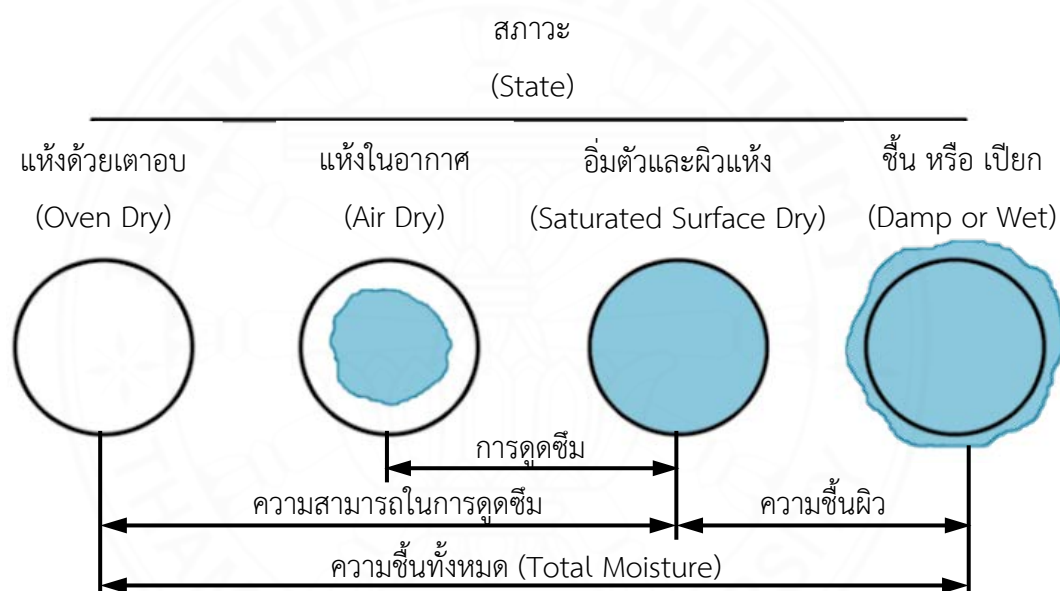 สภาวะ
(State)
แห้งด้วยเตาอบ
(Oven Dry)
แห้งในอากาศ
(Air Dry)
อิ่มตัวและผิวแห้ง
(Saturated Surface Dry)
ชื้น หรือ เปียก
(Damp or Wet)
การดูดซึม
ความสามารถในการดูดซึม
ความชื้นผิว
ความชื้นทั้งหมด (Total Moisture)